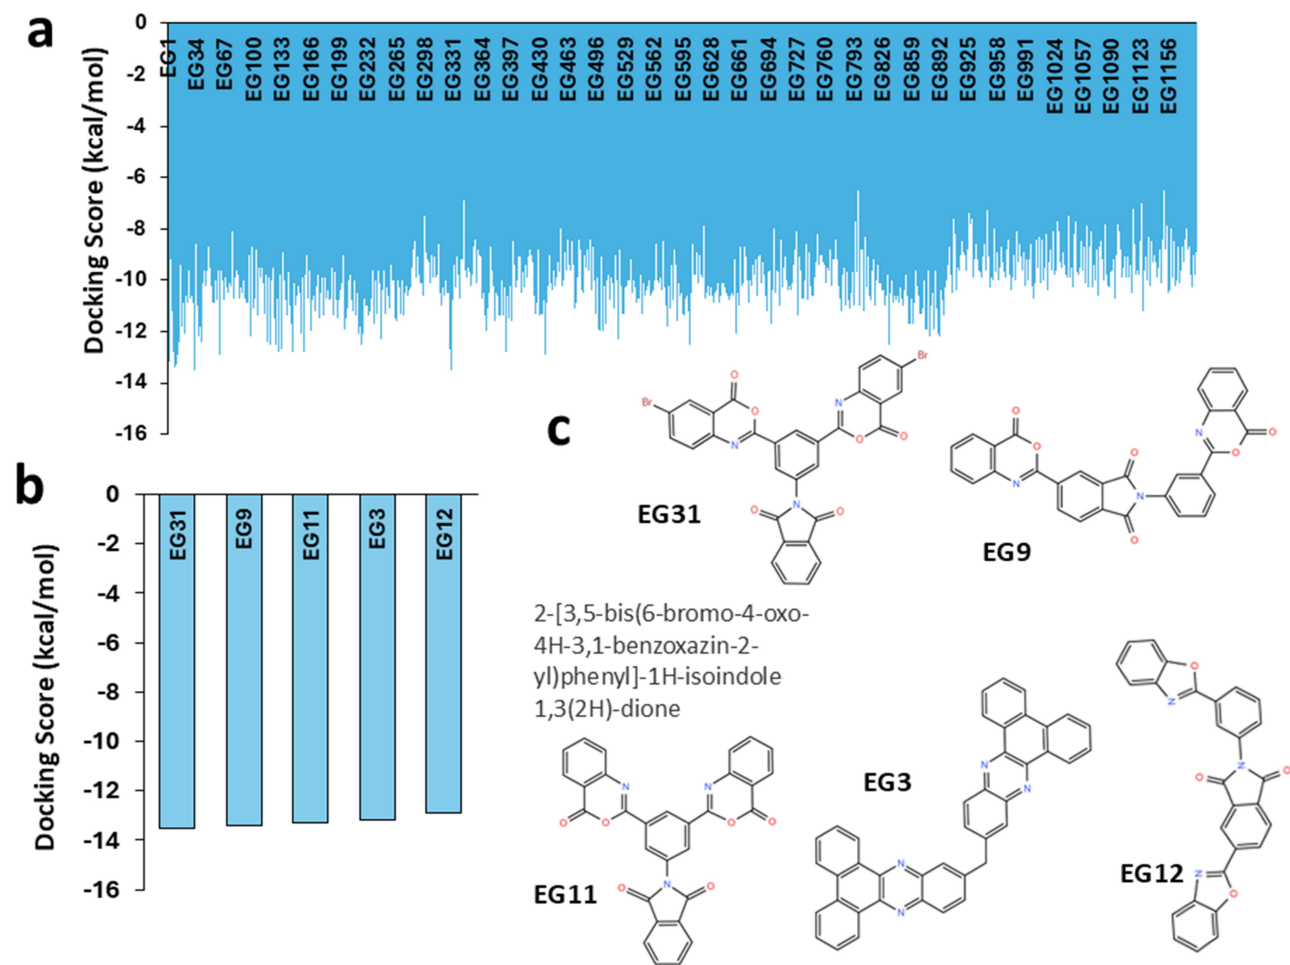 a
Docking Score (kcal/mol)
0
-2
-4
-6
-8
-10
-12
-14
-16
EG1
EG34
EG67
EG100
EG133
EG166
EG199
EG232
EG265
EG298
EG331
EG364
EG397
EG430
EG463
EG496
EG529
EG562
EG595
EG628
EG661
EG694
EG727
EG760
EG793
EG826
EG859
EG892
EG925
EG958
EG991
EG1024
EG1057
EG1090
EG1123
EG1156
b
Docking Score (kcal/mol)
0
-2
-4
-6
-8
-10
-12
-14
-16
EG31
EG9
EG11
EG3
EG12
c
Br
O
O
N
Br
N
O
O
N
O
O
EG31
O
O
N
O
N
O
N
O
O
EG9
2-[3,5-bis(6-bromo-4-oxo-
4H-3,1-benzoxazin-2-
yl)phenyl]-1H-isoindole
1,3(2H)-dione
N
O
O
N
O
O
N
O
O
EG11
N
N
N
N
EG3
O
N
N
O
O
N
O
EG12